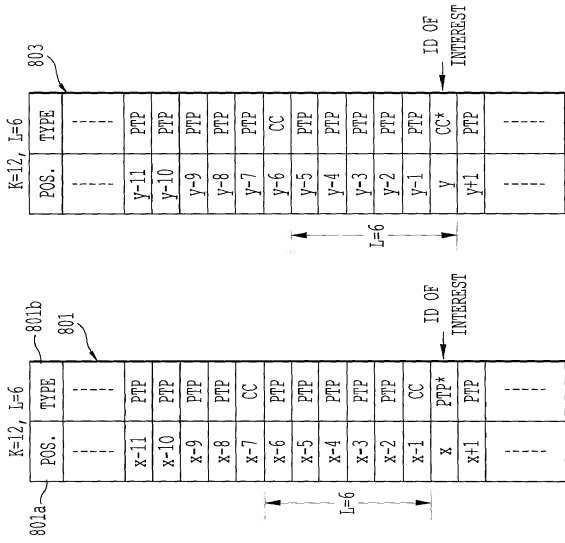 K=12, L=6
801a
801b
801
POS. TYPE
-----  -----
x-11 PTP
x-10 PTP
x-9 PTP
x-8 PTP
x-7 CC
x-6 PTP
x-5 PTP
x-4 PTP
x-3 PTP
x-2 PTP
x-1 CC
x PTP*
x+1 PTP
-----  -----
L=6
ID OF
INTEREST
K=12, L=6
803
POS. TYPE
-----  -----
y-11 PTP
y-10 PTP
y-9 PTP
y-8 PTP
y-7 PTP
y-6 CC
y-5 PTP
y-4 PTP
y-3 PTP
y-2 PTP
y-1 PTP
y CC*
y+1 PTP
-----  -----
L=6
ID OF
INTEREST